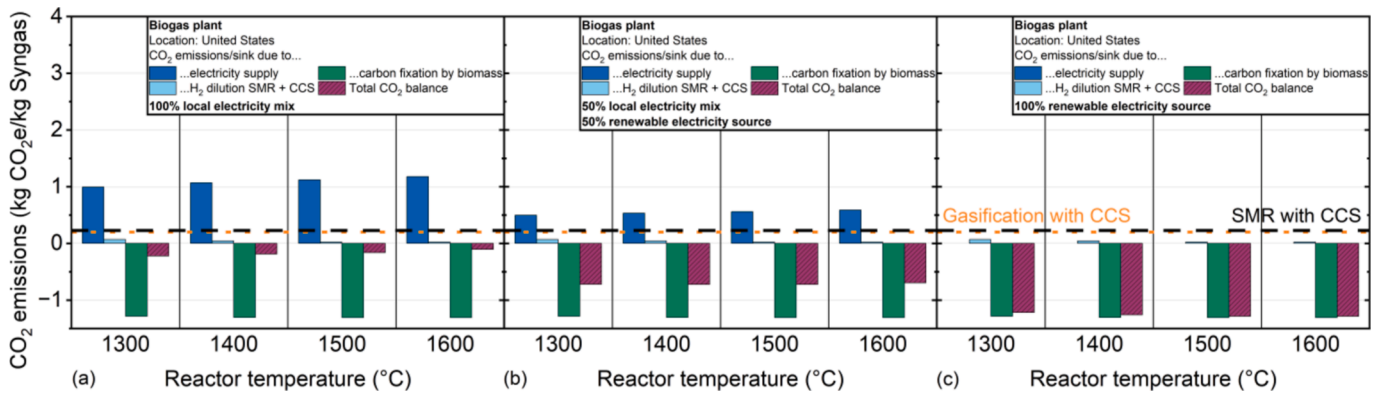 CO₂ emissions (kg CO₂e/kg Syngas)
4
3
2
1
0
−1
Biogas plant
Location: United States
CO₂ emissions/sink due to...
...electricity supply ...carbon fixation by biomass
...H₂ dilution SMR + CCS Total CO₂ balance
100% local electricity mix
Biogas plant
Location: United States
CO₂ emissions/sink due to...
...electricity supply ...carbon fixation by biomass
...H₂ dilution SMR + CCS Total CO₂ balance
50% local electricity mix
50% renewable electricity source
Biogas plant
Location: United States
CO₂ emissions/sink due to...
...electricity supply ...carbon fixation by biomass
...H₂ dilution SMR + CCS Total CO₂ balance
100% renewable electricity source
Gasification with CCS SMR with CCS
1300 1400 1500 1600 1300 1400 1500 1600 1300 1400 1500 1600
(a) Reactor temperature (°C) (b) Reactor temperature (°C) (c) Reactor temperature (°C)